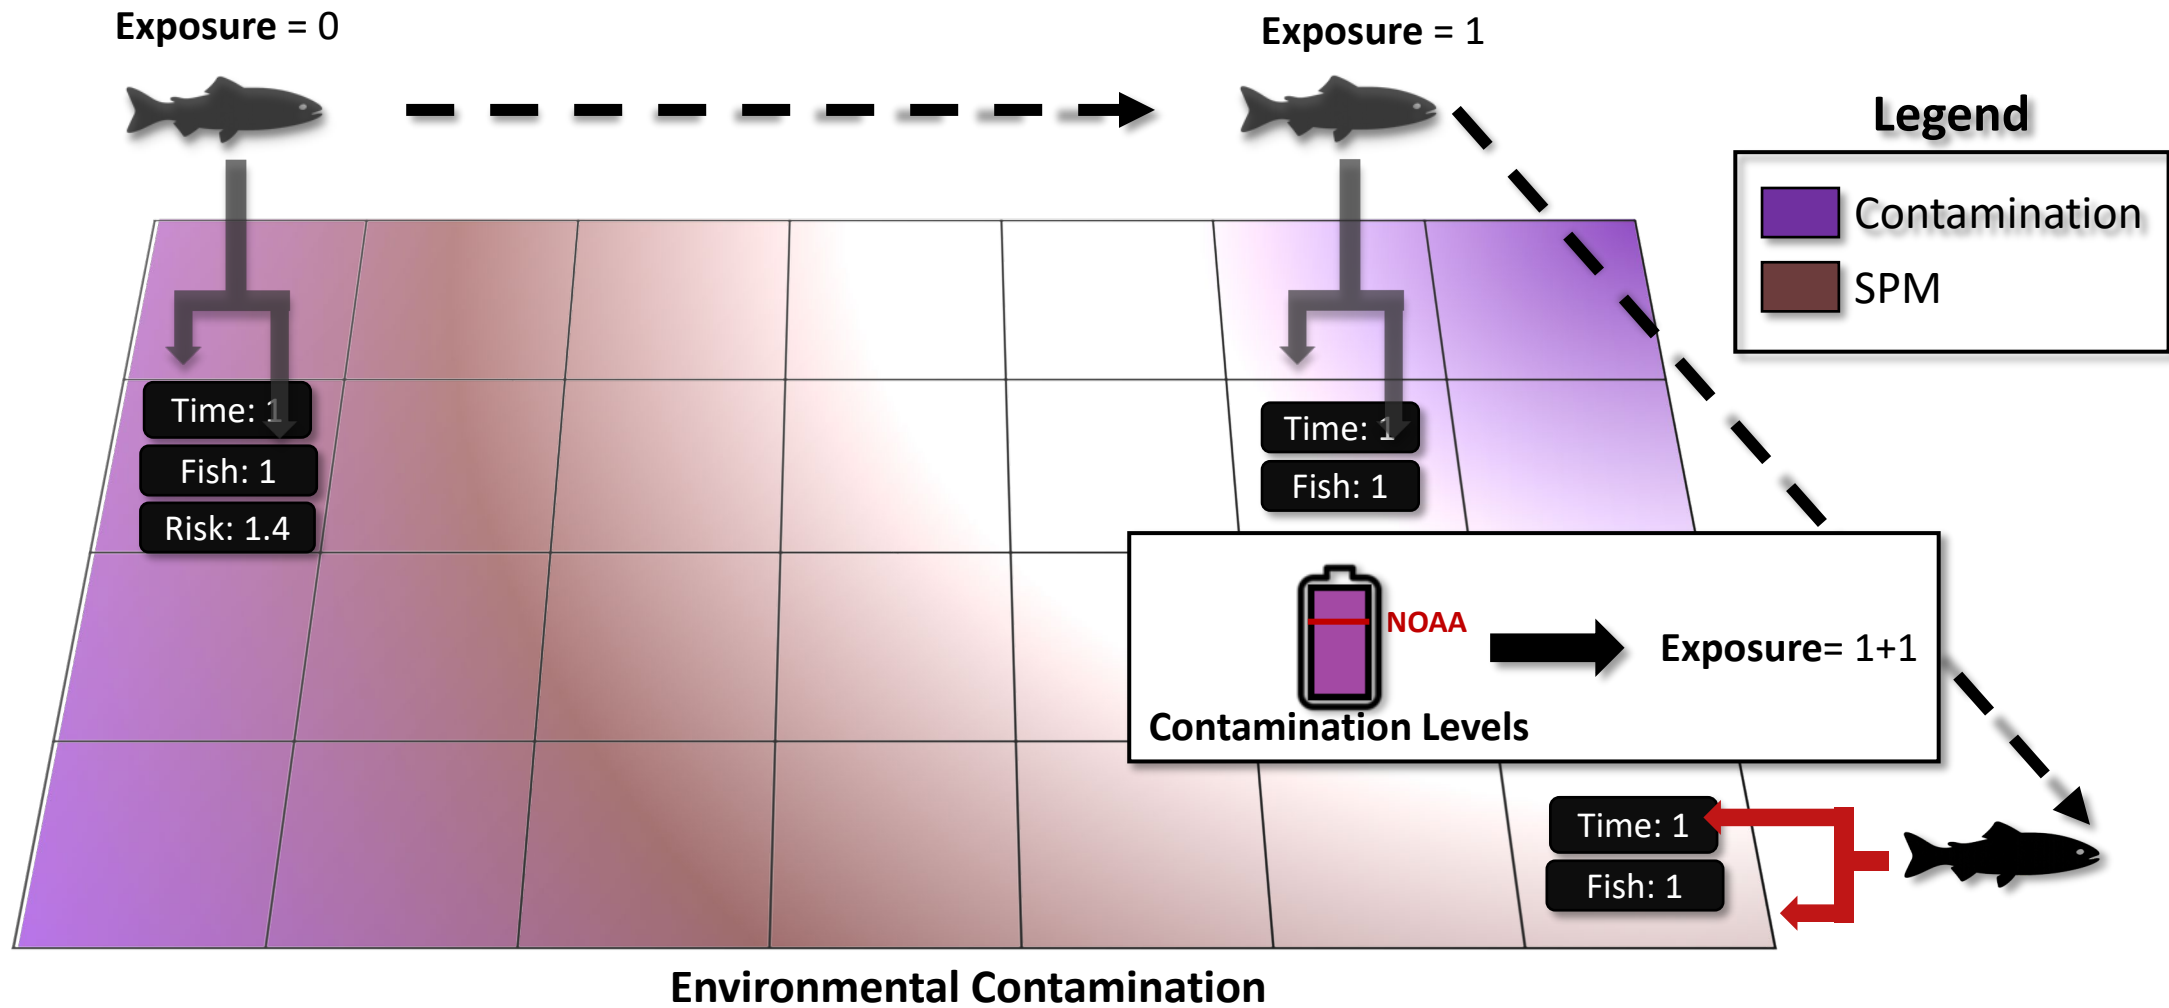 Exposure = 0
Exposure = 1
Legend
Contamination
SPM
Time: 1
Fish: 1
Risk: 1.4
Time: 1
Fish: 1
NOAA
Exposure= 1+1
Contamination Levels
Time: 1
Fish: 1
Environmental Contamination